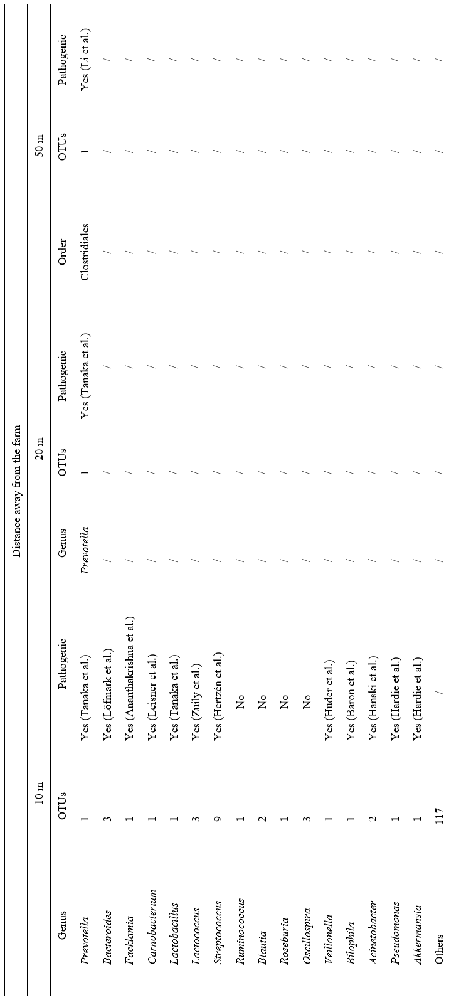 Distance away from the farm
10 m 20 m 50 m
Genus OTUs Pathogenic Genus OTUs Pathogenic Order OTUs Pathogenic
Prevotella 1 Yes (Tanaka et al.) Prevotella 1 Yes (Tanaka et al.) Clostridiales 1 Yes (Li et al.)
Bacteroides 3 Yes (Löfmark et al.) / / / / / /
Facklamia 1 Yes (Ananthakrishna et al.) / / / / / /
Carnobacterium 1 Yes (Leisner et al.) / / / / / /
Lactobacillus 1 Yes (Tanaka et al.) / / / / / /
Lactococcus 3 Yes (Zuily et al.) / / / / / /
Streptococcus 9 Yes (Hertzén et al.) / / / / / /
Ruminococcus 1 No / / / / / /
Blautia 2 No / / / / / /
Roseburia 1 No / / / / / /
Oscillospira 3 No / / / / / /
Veillonella 1 Yes (Huder et al.) / / / / / /
Bilophila 1 Yes (Baron et al.) / / / / / /
Acinetobacter 2 Yes (Hanski et al.) / / / / / /
Pseudomonas 1 Yes (Hardie et al.) / / / / / /
Akkermansia 1 Yes (Hardie et al.) / / / / / /
Others 117 / / / / / / /